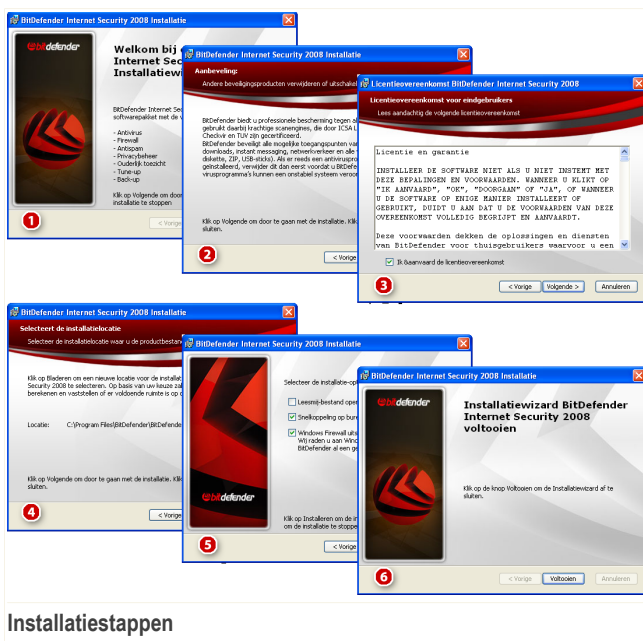 BitDefender Internet Security 2008 Installatie
bitdefender
Welkom bij
Internet Sec
Installatiewi
BitDefender Internet Sec
softwarepakket met de v
- Antivirus
- Firewall
- Antispam
- Privacybeheer
- Ouderlijk toezicht
- Tune-up
- Back-up
Klik op Volgende om door
installatie te stoppen
< Vorige
1
BitDefender Internet Security 2008 Installatie
Aanbeveling:
Andere beveiligingsproducten verwijderen of uitschakel
BitDefender biedt u professionele bescherming tegen al
gebruikt daarbij krachtige scanengines, die door ICSA L
Checkvir en TUV zijn gecertificeerd.
BitDefender beveiligt alle mogelijke toegangspunten van
downloads, instant messaging, netwerkverkeer en alle
diskette, ZIP, USB-sticks). Als er reeds een antiviruspro
geïnstalleerd, verwijder dit dan eerst voordat u BitDefe
virusprogramma's kunnen een onstabiel systeem veroor
Klik op Volgende om door te gaan met de installatie. Klik
sluiten.
< Vorige
2
Licentieovereenkomst BitDefender Internet Security 2008
Licentieovereenkomst voor eindgebruikers
Lees aandachtig de volgende licentieovereenkomst
Licentie en garantie
INSTALLEER DE SOFTWARE NIET ALS U NIET INSTEMT MET
DEZE BEPALINGEN EN VOORWAARDEN. WANNEER U KLIKT OP
"IK AANVAARD", "OK", "DOORGAAN" OF "JA", OF WANNEER
U DE SOFTWARE OP ENIGE MANIER INSTALLEERT OF
GEBRUIKT, DUIDT U AAN DAT U DE VOORWAARDEN VAN DEZE
OVEREENKOMST VOLLEDIG BEGRIJPT EN AANVAARDT.
Deze voorwaarden dekken de oplossingen en diensten
van BitDefender voor thuisgebruikers waarvoor u een
Ik &aanvaard de licentieovereenkomst
3
< Vorige Volgende > Annuleren
BitDefender Internet Security 2008 Installatie
Selecteert de installatielocatie
Selecteer de installatielocatie waar u de productbestan
Klik op Bladeren om een nieuwe locatie voor de installat
Security 2008 te selecteren. Op basis van uw keuze zal
berekenen en vaststellen of er voldoende ruimte is op d
Locatie: C:\Program Files\BitDefender\BitDefende
Klik op Volgende om door te gaan met de installatie. Klik
sluiten.
< Vorige
4
BitDefender Internet Security 2008 Installatie
Selecteer de installatie-opt
Leesmij-bestand oper
Snelkoppeling op bure
Windows Firewall uits
Wij raden u aan Wind
BitDefender al een ge
bitdefender
Klik op Installeren om de in
om de installatie te stoppe
< Vorige
5
BitDefender Internet Security 2008 Installatie
bitdefender
Installatiewizard BitDefender
Internet Security 2008
voltooien
Klik op de knop Voltooien om de Installatiewizard af te
sluiten.
6
< Vorige Voltooien Annuleren
Installatiestappen